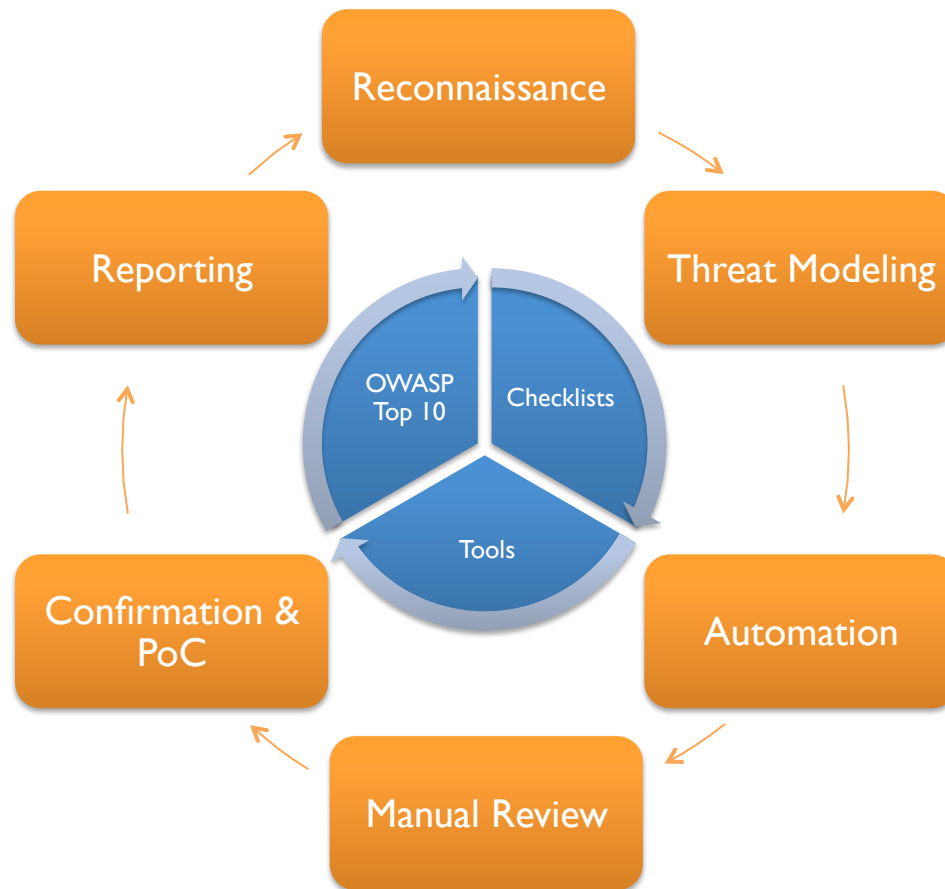 Reconnaissance
Threat Modeling
Automation
Manual Review
Confirmation &
PoC
Reporting
OWASP
Top 10
Checklists
Tools